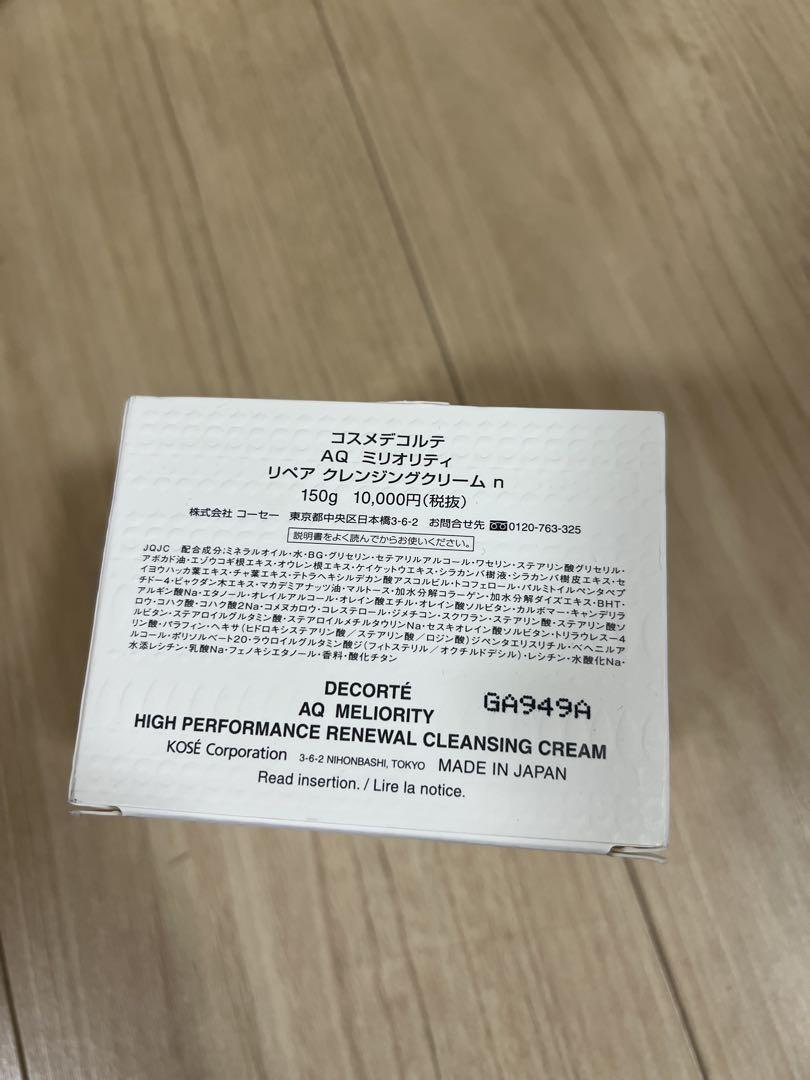 コスメデコルテ
AQ ミリオリティ
リペア クレンジングクリーム n
150g 10,000円(税抜)
株式会社 コーセー 東京都中央区日本橋3-6-2 お問合せ先 0120-763-325
説明書をよく読んでからお使いください。
JQJC 配合成分:ミネラルオイル・水・BG・グリセリン・セテアリルアルコール・ワセリン・ステアリン酸グリセリル・
アボカド油・エゾウコギ根エキス・オウレン根エキス・ケイケットウエキス・シラカンバ樹液・シラカンバ樹皮エキス・セ
イヨウハッカ葉エキス・チャ葉エキス・テトラヘキシルデカン酸アスコルビル・トコフェロール・パルミトイルペンタペプ
チド-4・ビャクダン木エキス・マカデミアナッツ油・マルトース・加水分解コラーゲン・加水分解ダイズエキス・BHT・
アルギン酸Na・エタノール・オレイルアルコール・オレイン酸エチル・オレイン酸ソルビタン・カルボマー・キャンデリラ
ロウ・コハク酸・コハク酸2Na・コメヌカロウ・コレステロール・ジメチコン・スクワラン・ステアリン酸・ステアリン酸ソ
ルビタン・ステアロイルグルタミン酸・ステアロイルメチルタウリンNa・セスキオレイン酸ソルビタン・トリラウレス-4
リン酸・パラフィン・ヘキサ(ヒドロキシステアリン酸/ステアリン酸/ロジン酸)ジペンタエリスリチル・ベヘニルア
ルコール・ポリソルベート20・ラウロイルグルタミン酸ジ(フィトステリル/オクチルドデシル)・レシチン・水酸化Na・
水添レシチン・乳酸Na・フェノキシエタノール・香料・酸化チタン
DECORTÉ
AQ MELIORITY
GA949A
HIGH PERFORMANCE RENEWAL CLEANSING CREAM
KOSÉ Corporation 3-6-2 NIHONBASHI, TOKYO MADE IN JAPAN
Read insertion. / Lire la notice.